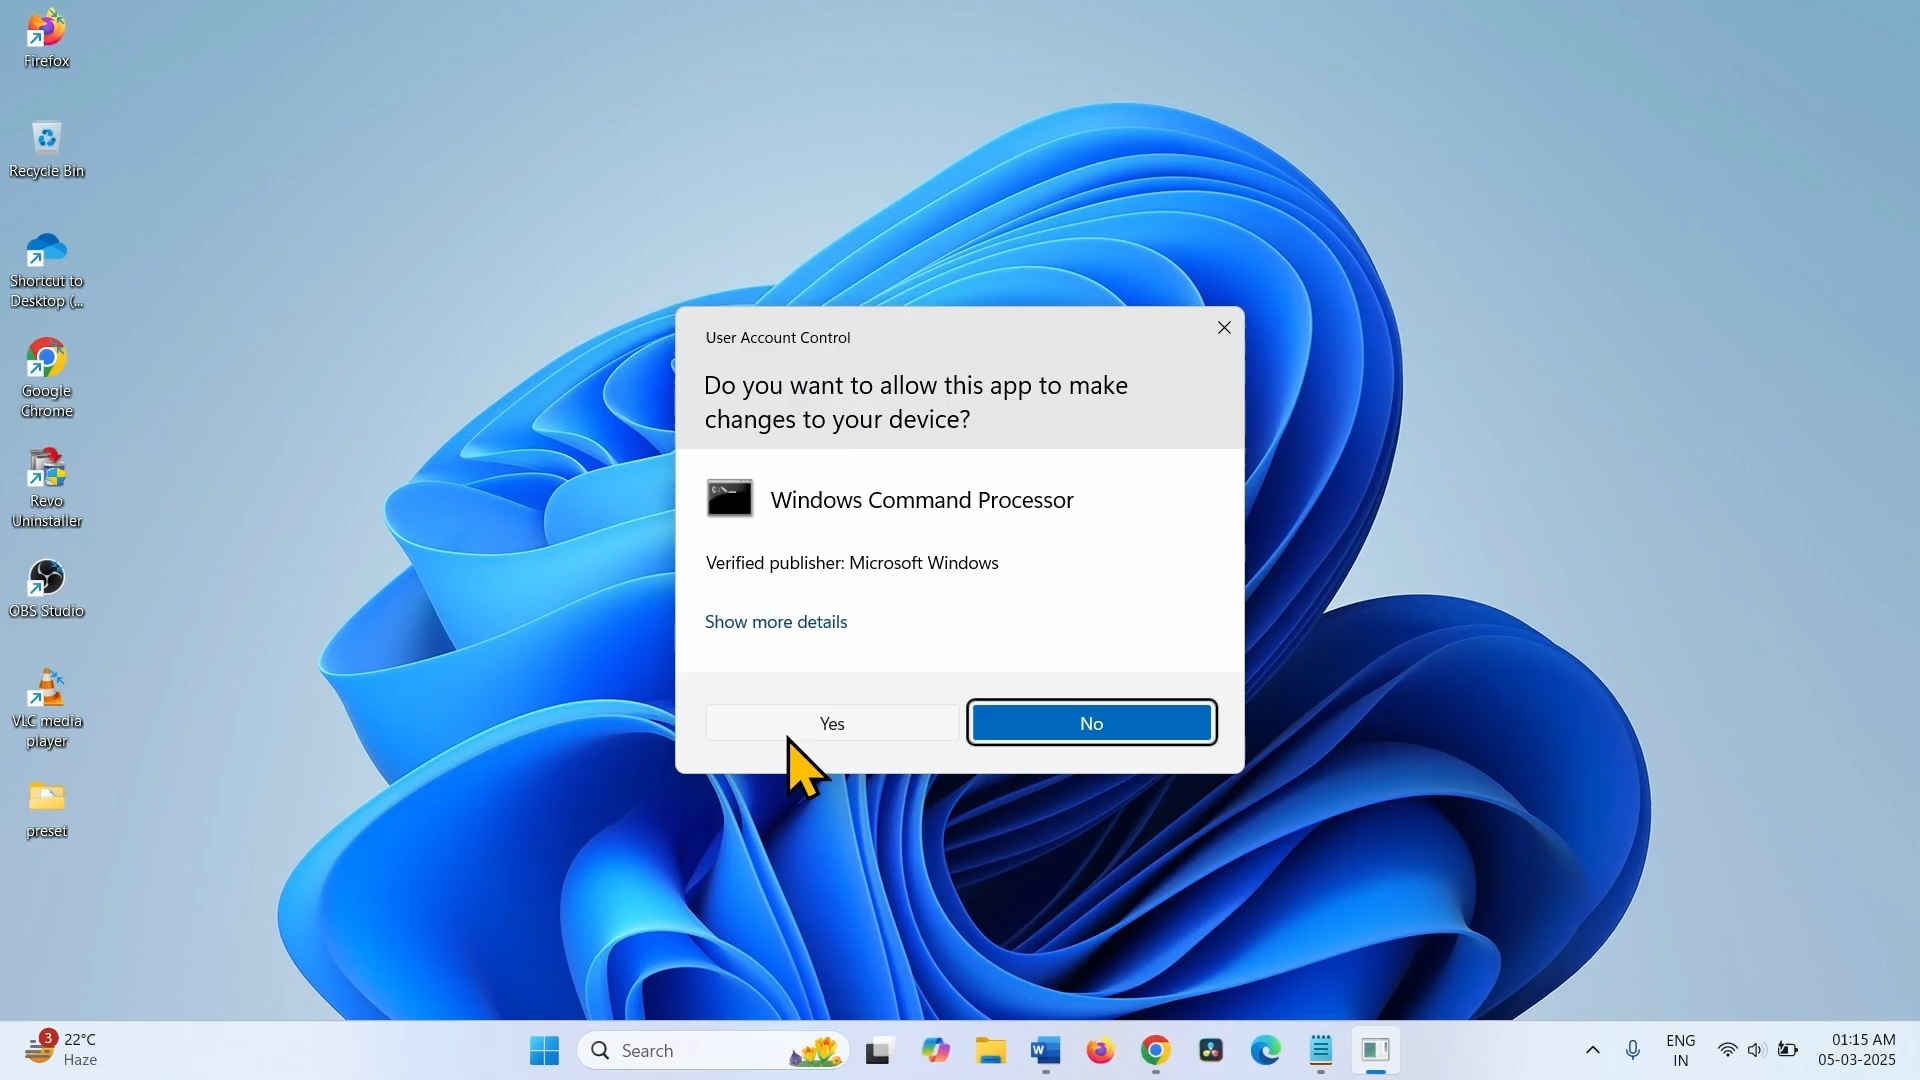 Firefox
Recycle Bin
Shortcut to
Desktop (...
Google
Chrome
Revo
Uninstaller
OBS Studio
VLC media
player
preset
User Account Control
Do you want to allow this app to make
changes to your device?
C:\
Windows Command Processor
Verified publisher: Microsoft Windows
Show more details
Yes
No
3
22°C
Haze
Search
W
ENG
IN
01:15 AM
05-03-2025